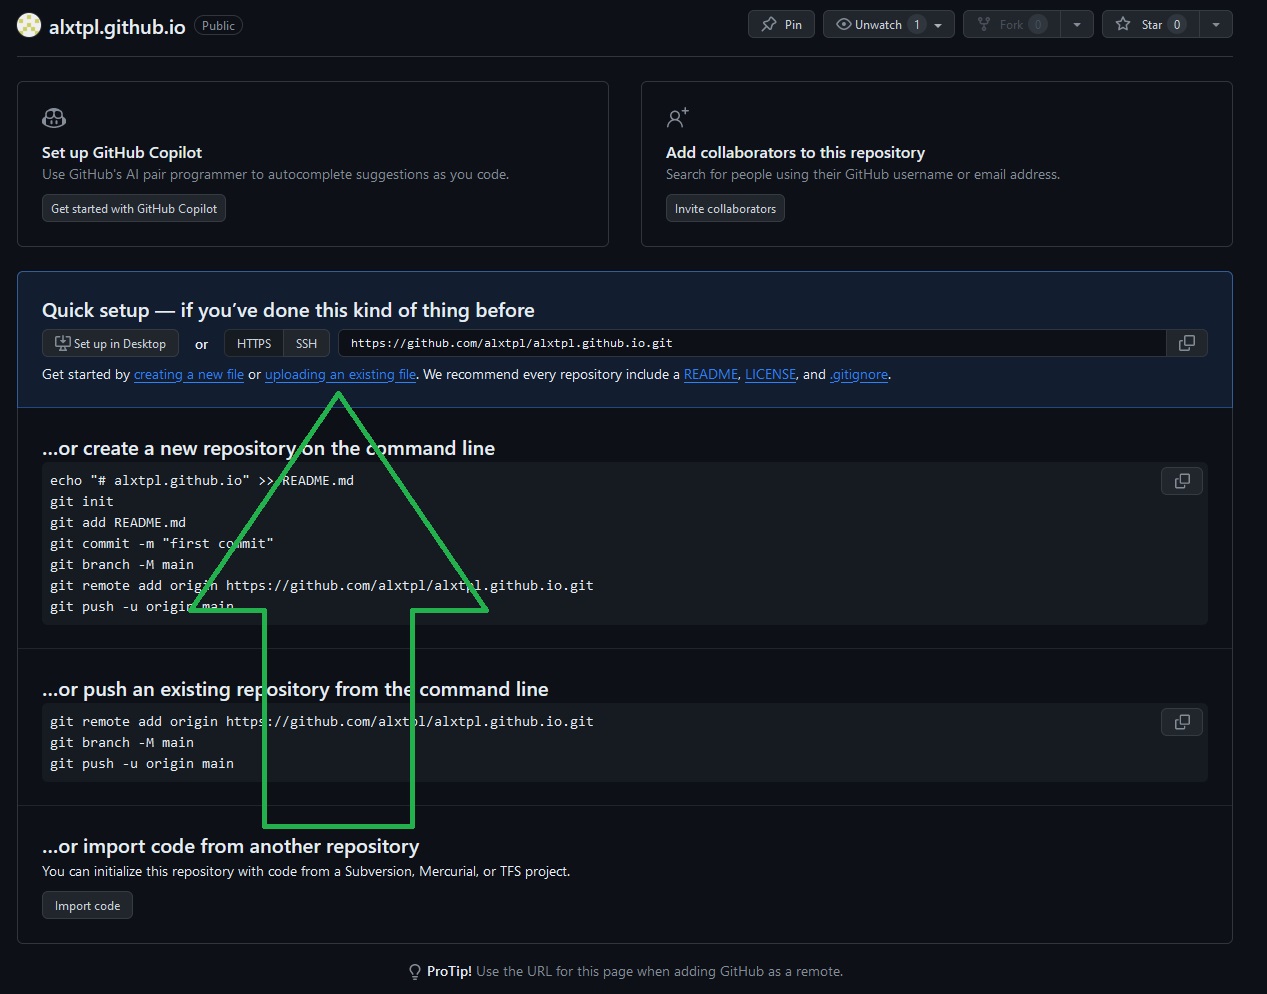 alxtpl.github.io Public
Pin Unwatch 1 Fork 0 Star 0
Set up GitHub Copilot
Use GitHub's AI pair programmer to autocomplete suggestions as you code.
Get started with GitHub Copilot
Add collaborators to this repository
Search for people using their GitHub username or email address.
Invite collaborators
Quick setup — if you’ve done this kind of thing before
Set up in Desktop or HTTPS SSH https://github.com/alxtpl/alxtpl.github.io.git
Get started by creating a new file or uploading an existing file. We recommend every repository include a README, LICENSE, and .gitignore.
…or create a new repository on the command line
echo "# alxtpl.github.io" >> README.md
git init
git add README.md
git commit -m "first commit"
git branch -M main
git remote add origin https://github.com/alxtpl/alxtpl.github.io.git
git push -u origin main
…or push an existing repository from the command line
git remote add origin https://github.com/alxtpl/alxtpl.github.io.git
git branch -M main
git push -u origin main
…or import code from another repository
You can initialize this repository with code from a Subversion, Mercurial, or TFS project.
Import code
ProTip! Use the URL for this page when adding GitHub as a remote.